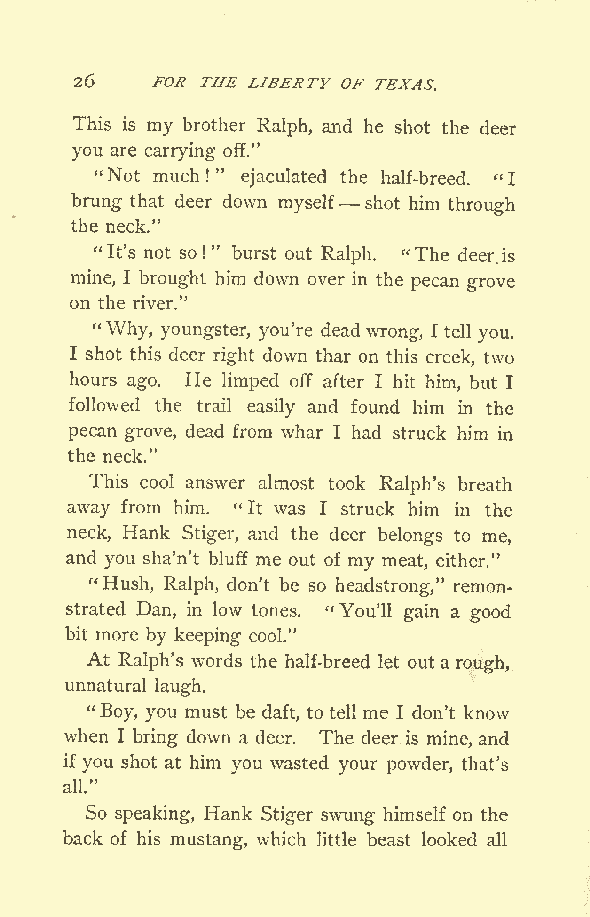 26 FOR THE LIBERTY OF TEXAS.
This is my brother Ralph, and he shot the deer
you are carrying off."
"Not much!" ejaculated the half-breed. "I
brung that deer down myself — shot him through
the neck."
"It's not so!" burst out Ralph. "The deer is
mine, I brought him down over in the pecan grove
on the river."
"Why, youngster, you're dead wrong, I tell you.
I shot this deer right down thar on this creek, two
hours ago. He limped off after I hit him, but I
followed the trail easily and found him in the
pecan grove, dead from whar I had struck him in
the neck."
This cool answer almost took Ralph's breath
away from him. "It was I struck him in the
neck, Hank Stiger, and the deer belongs to me,
and you sha'n't bluff me out of my meat, either."
"Hush, Ralph, don't be so headstrong," remon-
strated Dan, in low tones. "You'll gain a good
bit more by keeping cool."
At Ralph's words the half-breed let out a rough,
unnatural laugh.
"Boy, you must be daft, to tell me I don't know
when I bring down a deer. The deer is mine, and
if you shot at him you wasted your powder, that's
all."
So speaking, Hank Stiger swung himself on the
back of his mustang, which little beast looked all